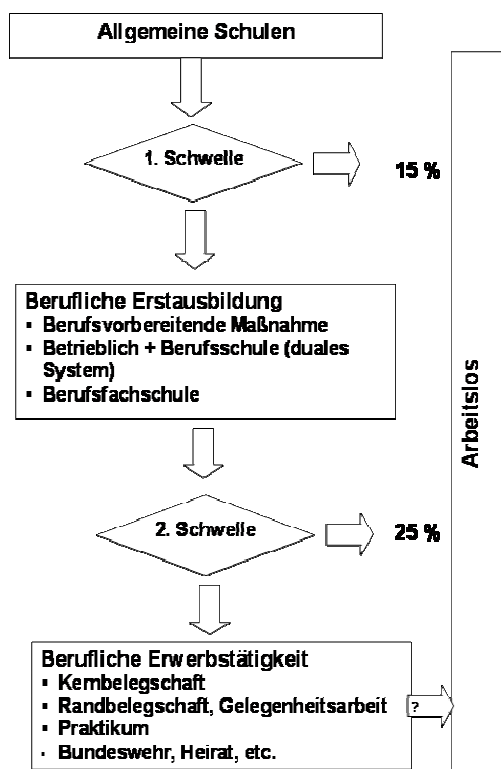 Allgemeine Schulen
1. Schwelle
15 %
Berufliche Erstausbildung
▪ Berufsvorbereitende Maßnahme
▪ Betrieblich + Berufsschule (duales
System)
▪ Berufsfachschule
Arbeitslos
2. Schwelle
25 %
Berufliche Erwerbstätigkeit
▪ Kernbelegschaft
▪ Randbelegschaft, Gelegenheitsarbeit
?
▪ Praktikum
▪ Bundeswehr, Heirat, etc.